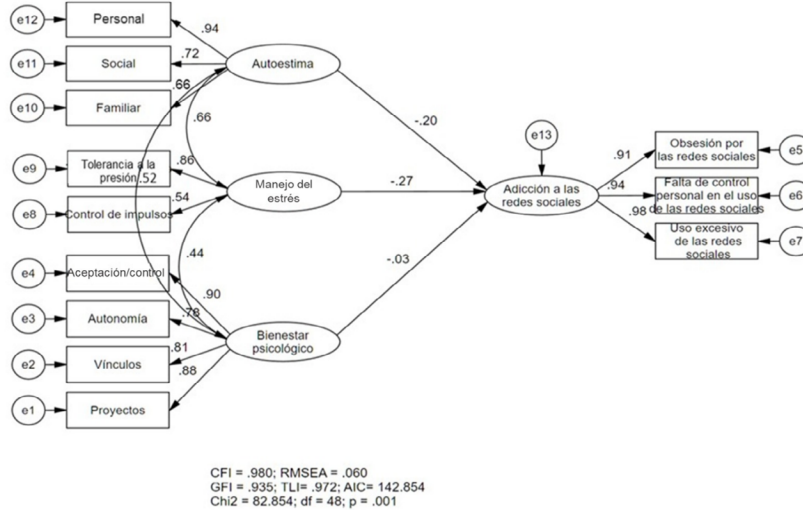 e12
Personal
.94
e11
Social
.72
Autoestima
.66
e10
Familiar
.66
-.20
e13
e9
Tolerancia a la
presión
.86
.52
Manejo del
estrés
-.27
e8
Control de impulsos
.54
Adicción a las
redes sociales
.91
Obsesión por
las redes sociales
e5
.94
Falta de control
personal en el uso
de las redes sociales
e6
.98
Uso excesivo
de las redes
sociales
e7
.44
-.03
e4
Aceptación/control
.90
e3
Autonomía
.78
Bienestar
psicológico
e2
Vínculos
.81
.88
e1
Proyectos
CFI = .980; RMSEA = .060
GFI = .935; TLI= .972; AIC= 142.854
Chi2 = 82.854; df = 48; p = .001